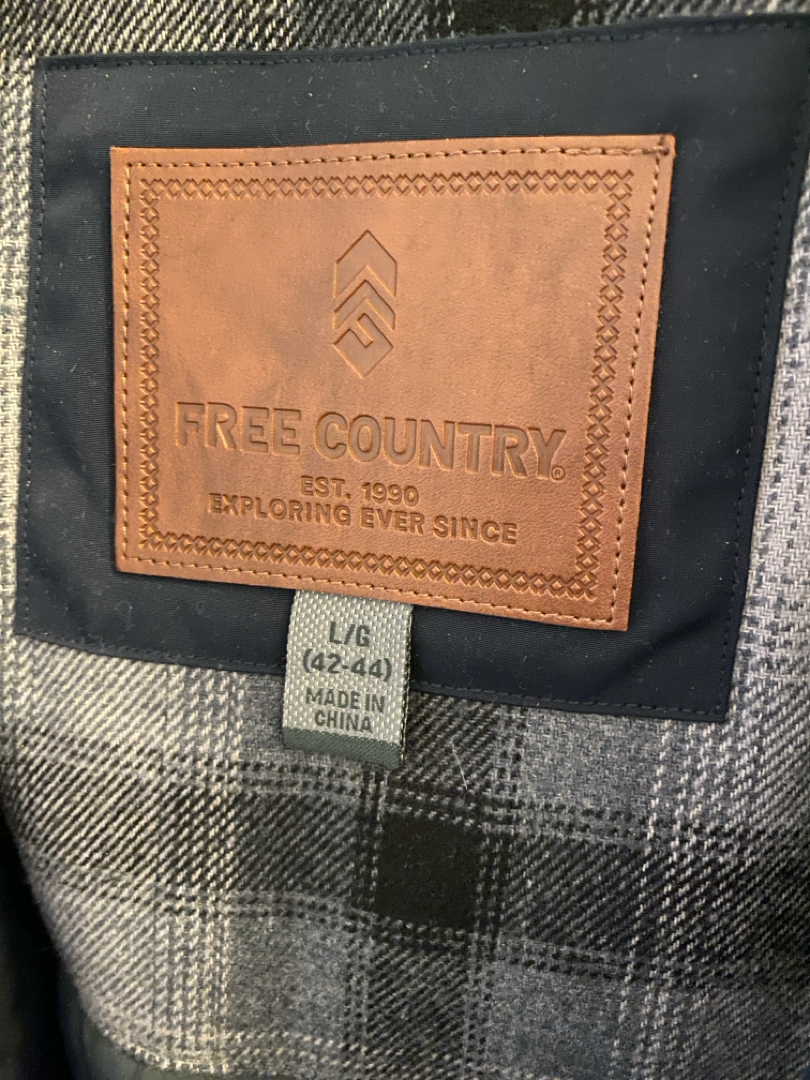 FREE COUNTRY®
EST. 1990
EXPLORING EVER SINCE
L/G
(42-44)
MADE IN
CHINA